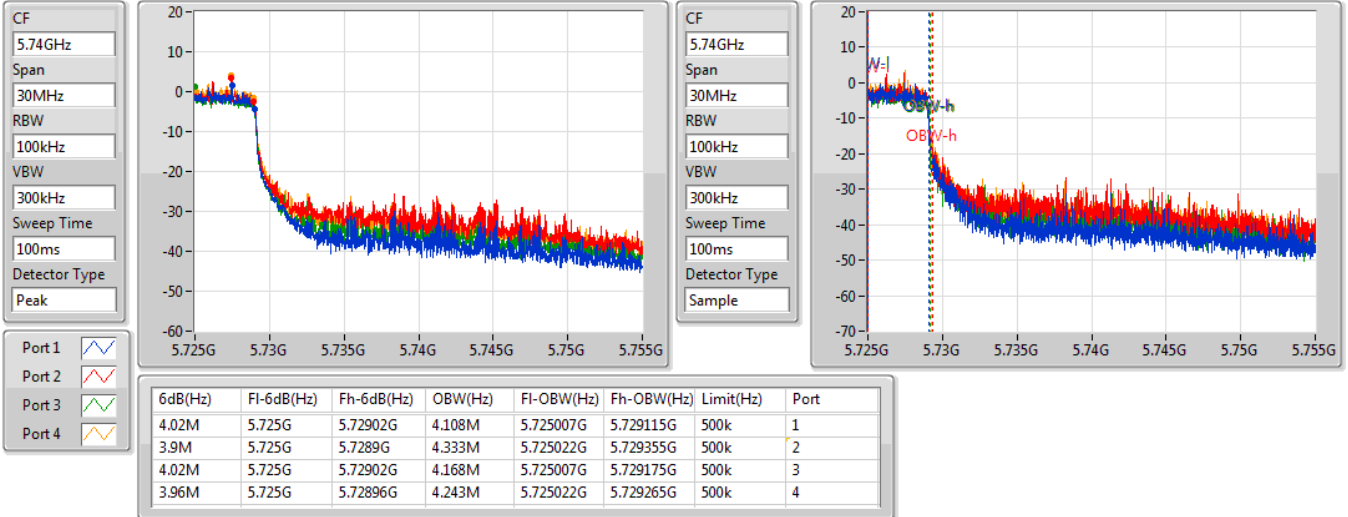 CF
5.74GHz
Span
30MHz
RBW
100kHz
VBW
300kHz
Sweep Time
100ms
Detector Type
Peak
20
10
0
-10
-20
-30
-40
-50
-60
5.725G 5.73G 5.735G 5.74G 5.745G 5.75G 5.755G
CF
5.74GHz
Span
30MHz
RBW
100kHz
VBW
300kHz
Sweep Time
100ms
Detector Type
Sample
20
10
0
-10
-20
-30
-40
-50
-60
-70
OBW-h
OBW-h
5.725G 5.73G 5.735G 5.74G 5.745G 5.75G 5.755G
Port 1
Port 2
Port 3
Port 4
6dB(Hz) Fl-6dB(Hz) Fh-6dB(Hz) OBW(Hz) Fl-OBW(Hz) Fh-OBW(Hz) Limit(Hz) Port
4.02M 5.725G 5.72902G 4.108M 5.725007G 5.729115G 500k 1
3.9M 5.725G 5.7289G 4.333M 5.725022G 5.729355G 500k 2
4.02M 5.725G 5.72902G 4.168M 5.725007G 5.729175G 500k 3
3.96M 5.725G 5.72896G 4.243M 5.725022G 5.729265G 500k 4